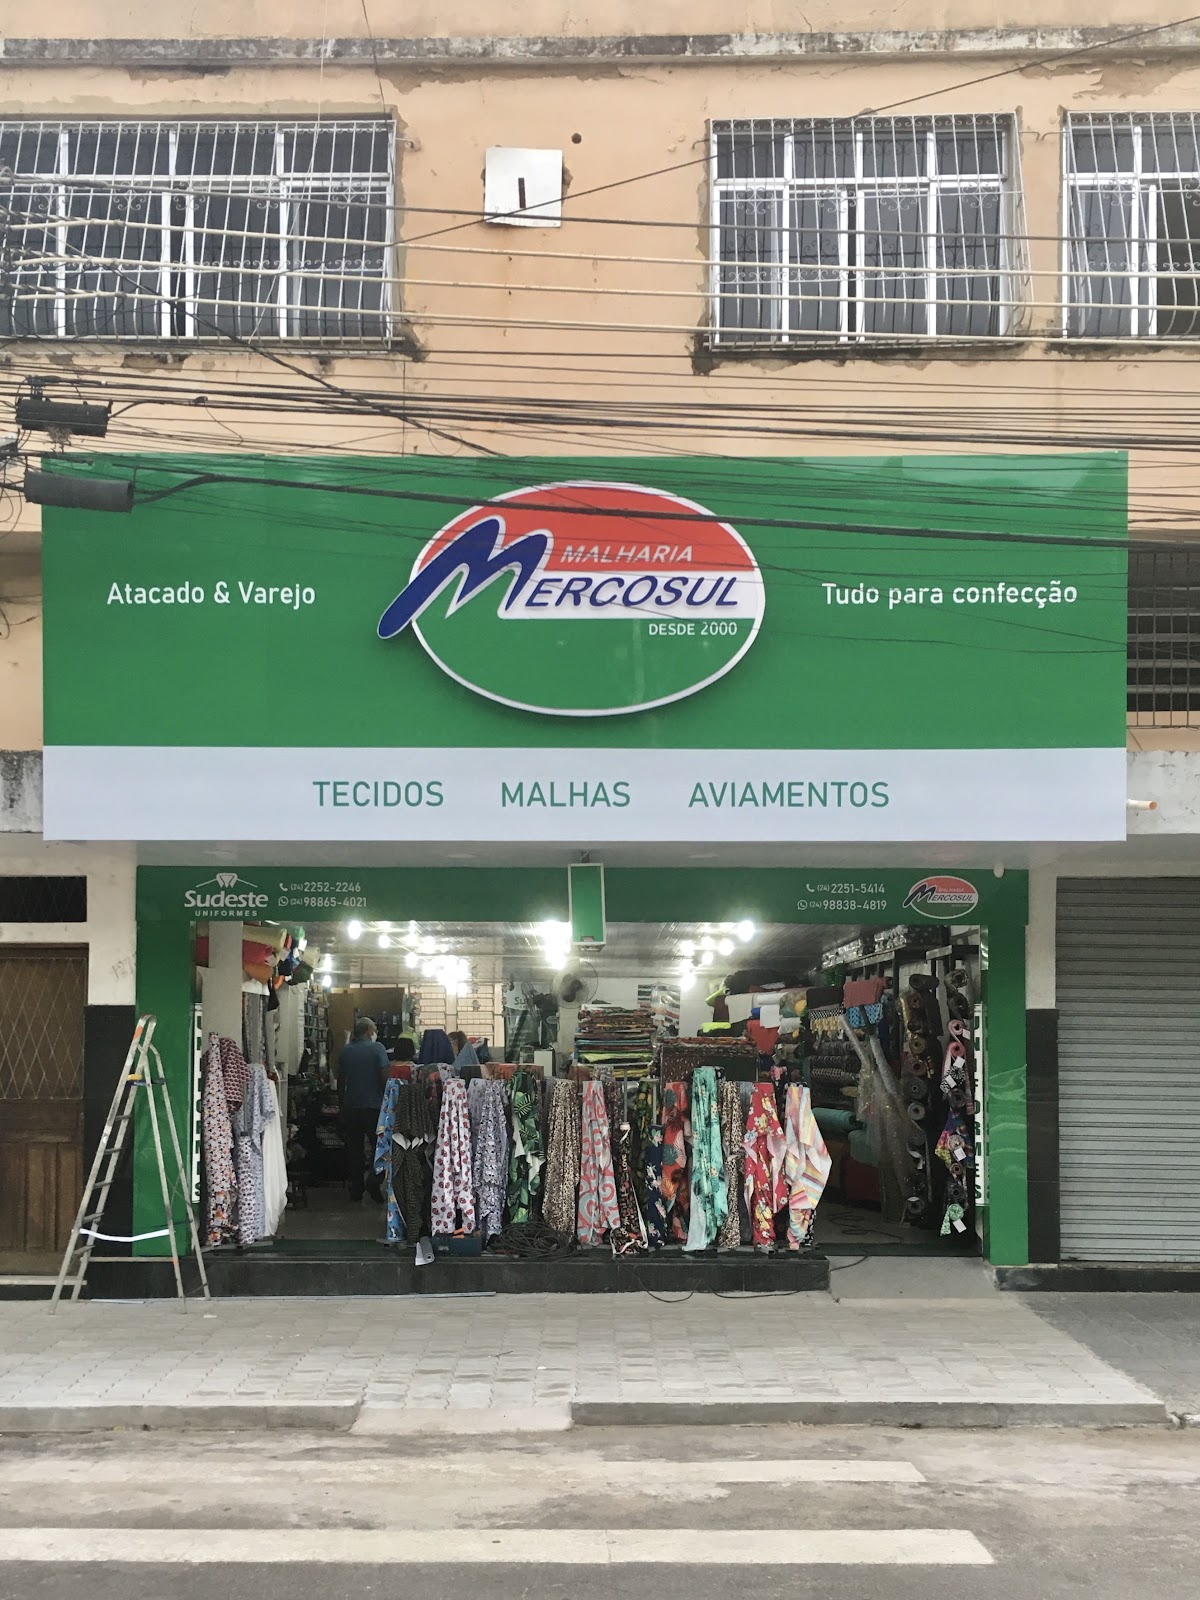 MALHARIA
MERCOSUL
DESDE 2000
Atacado & Varejo
Tudo para confecção
TECIDOS MALHAS AVIAMENTOS
Sudeste
UNIFORMES
(24) 2252-2246
(24) 98865-4021
(24) 2251-5414
(24) 98838-4819
MALHARIA
MERCOSUL